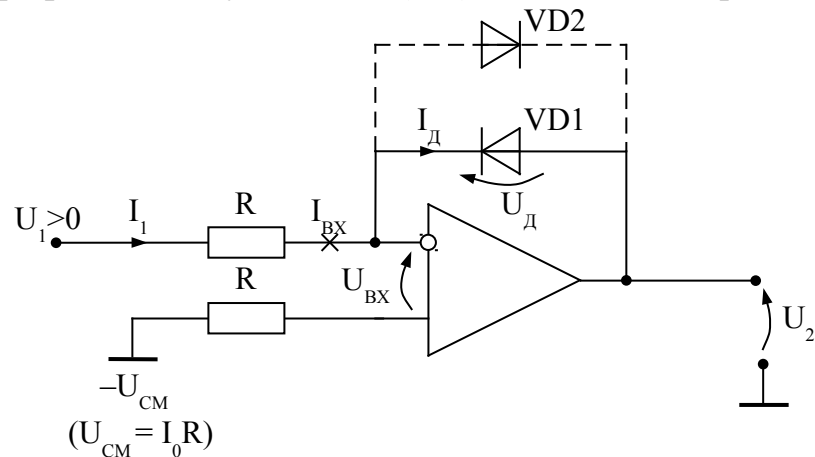 VD2
I_Д VD1
U_Д
U_1>0 I_1 R I_ВХ
R
U_ВХ
U_2
–U_СМ
(U_СМ = I_0R)